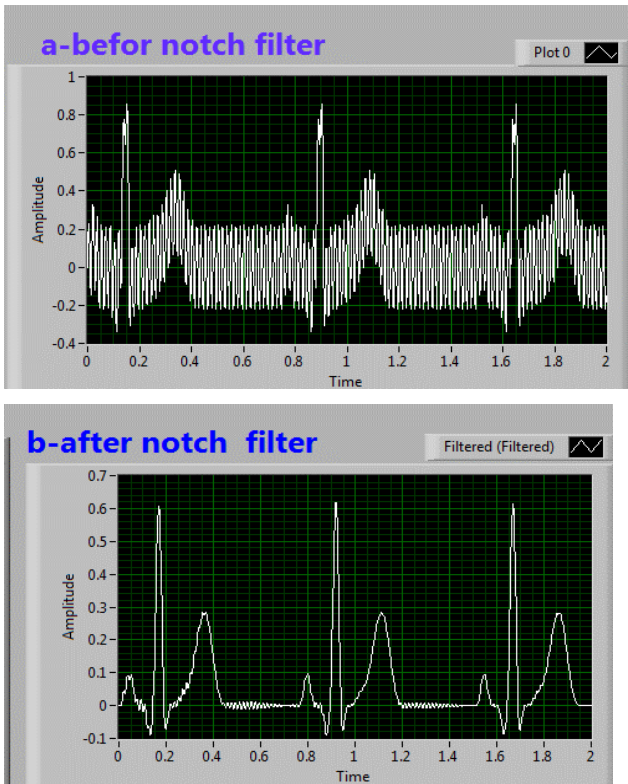 a-befor notch filter
Plot 0
1
0.8
0.6
0.4
0.2
0
-0.2
-0.4
Amplitude
0 0.2 0.4 0.6 0.8 1 1.2 1.4 1.6 1.8 2
Time
b-after notch filter
Filtered (Filtered)
0.7
0.6
0.5
0.4
0.3
0.2
0.1
0
-0.1
Amplitude
0 0.2 0.4 0.6 0.8 1 1.2 1.4 1.6 1.8 2
Time